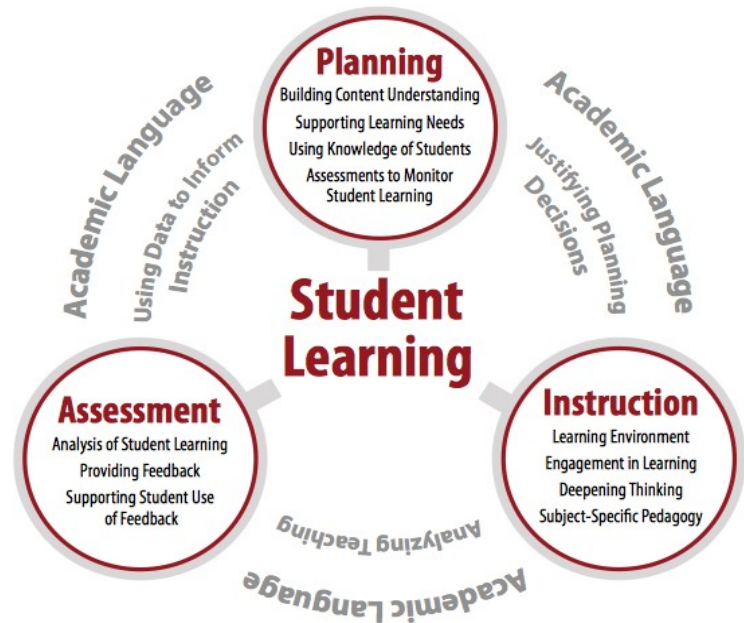 Planning
Building Content Understanding
Supporting Learning Needs
Using Knowledge of Students
Assessments to Monitor
Student Learning
Academic Language
Using Data to Inform
Instruction
Academic Language
Justifying Planning
Decisions
Student
Learning
Assessment
Analysis of Student Learning
Providing Feedback
Supporting Student Use
of Feedback
Instruction
Learning Environment
Engagement in Learning
Deepening Thinking
Subject-Specific Pedagogy
Analyzing Teaching
Academic Language